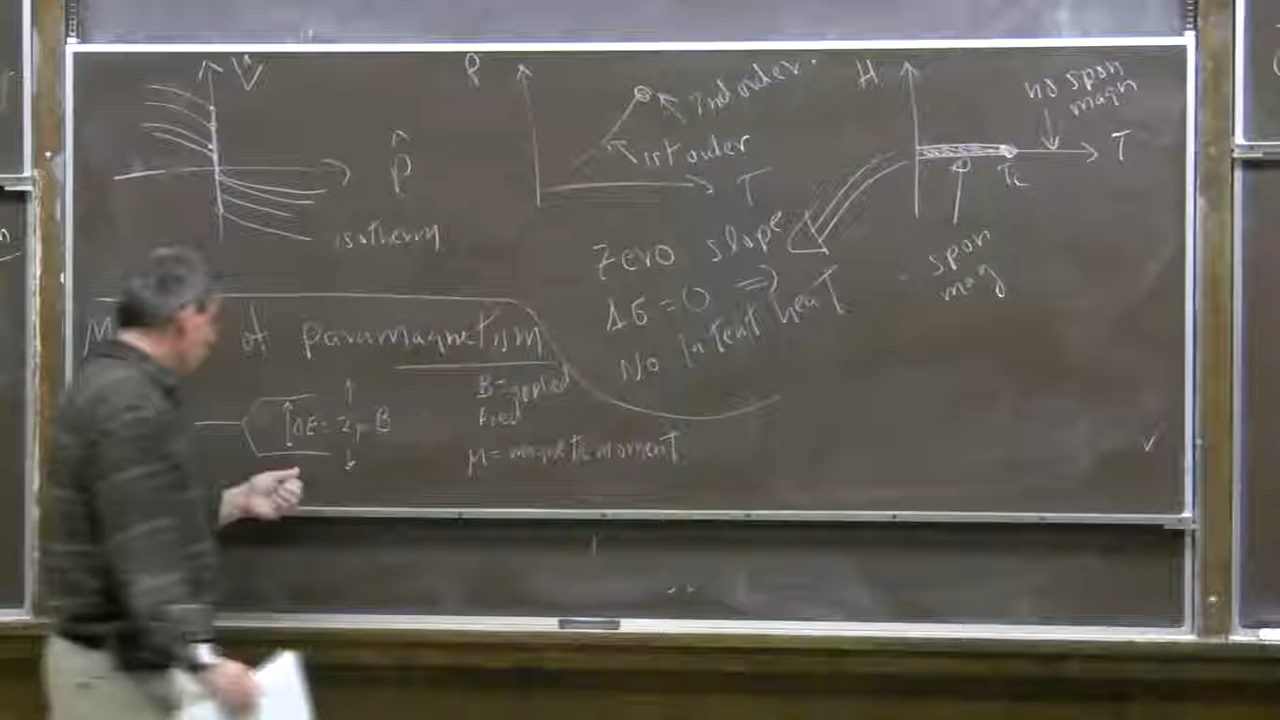 V
P̂
isotherm
P
2nd order.
1st order
T
H
no spon
magn
T
Tc
spon
mag
zero slope
ΔG = 0 ⇒
No latent heat
M
of paramagnetism
B = applied
field
ΔE = 2μB
μ = magnetic moment